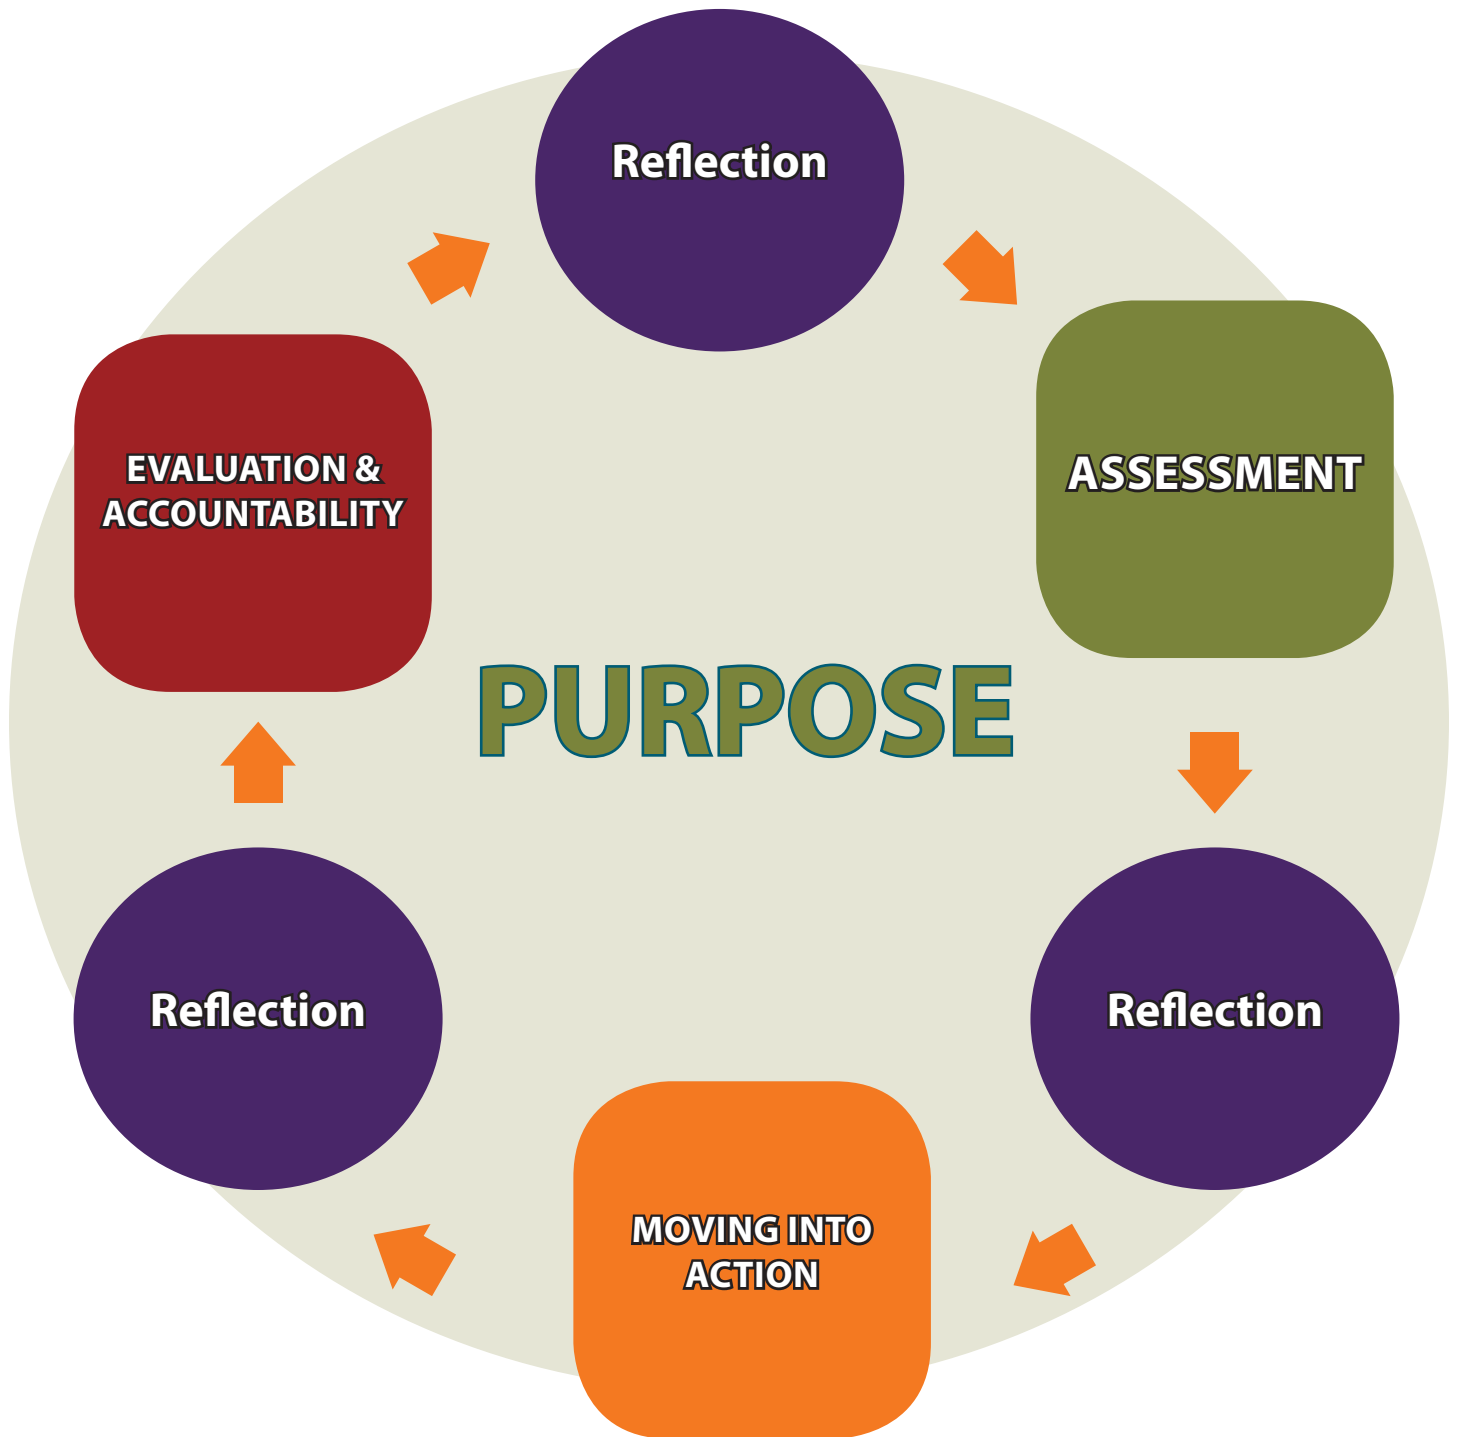 Reflection
EVALUATION &
ACCOUNTABILITY
ASSESSMENT
PURPOSE
Reflection
Reflection
MOVING INTO
ACTION